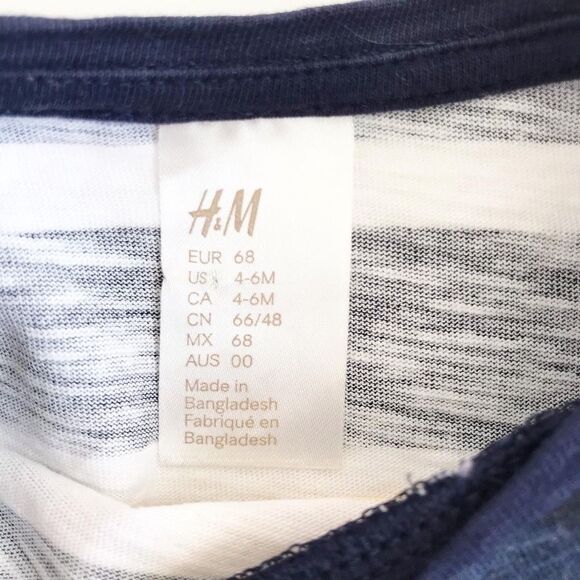 H&M
EUR 68
US 4-6M
CA 4-6M
CN 66/48
MX 68
AUS 00
Made in
Bangladesh
Fabriqué en
Bangladesh